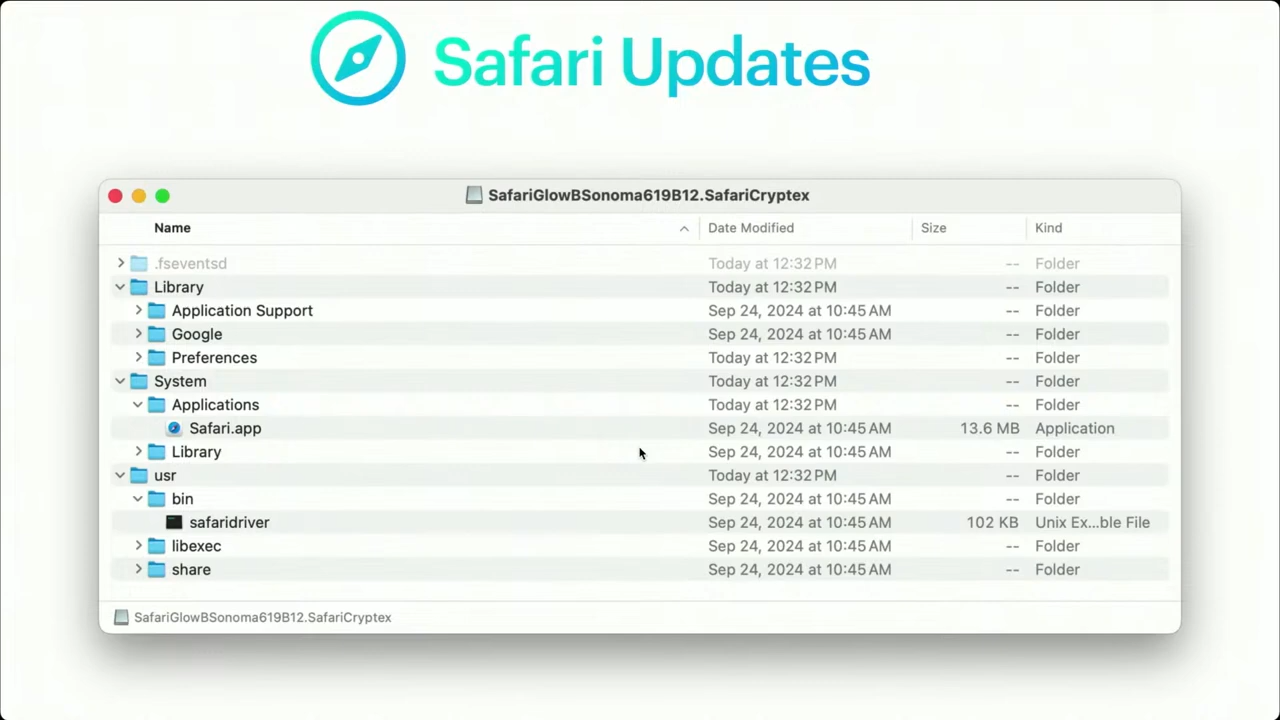 Safari Updates
SafariGlowBSonoma619B12.SafariCryptex
Name Date Modified Size Kind
.fseventsd Today at 12:32 PM -- Folder
Library Today at 12:32 PM -- Folder
Application Support Sep 24, 2024 at 10:45 AM -- Folder
Google Sep 24, 2024 at 10:45 AM -- Folder
Preferences Today at 12:32 PM -- Folder
System Today at 12:32 PM -- Folder
Applications Today at 12:32 PM -- Folder
Safari.app Sep 24, 2024 at 10:45 AM 13.6 MB Application
Library Sep 24, 2024 at 10:45 AM -- Folder
usr Today at 12:32 PM -- Folder
bin Sep 24, 2024 at 10:45 AM -- Folder
safaridriver Sep 24, 2024 at 10:45 AM 102 KB Unix Ex...ble File
libexec Sep 24, 2024 at 10:45 AM -- Folder
share Sep 24, 2024 at 10:45 AM -- Folder
SafariGlowBSonoma619B12.SafariCryptex